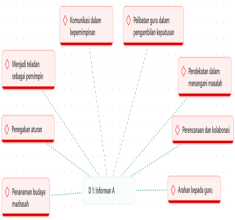 Komunikasi dalam
kepemimpinan
Pelibatan guru dalam
pengambilan keputusan
Menjadi teladan
sebagai pemimpin
Pendekatan dalam
menangani masalah
Penegakan aturan
Perencanaan dan kolaborasi
Penanaman budaya
madrasah
D 1: Informan A
Arahan kepada guru